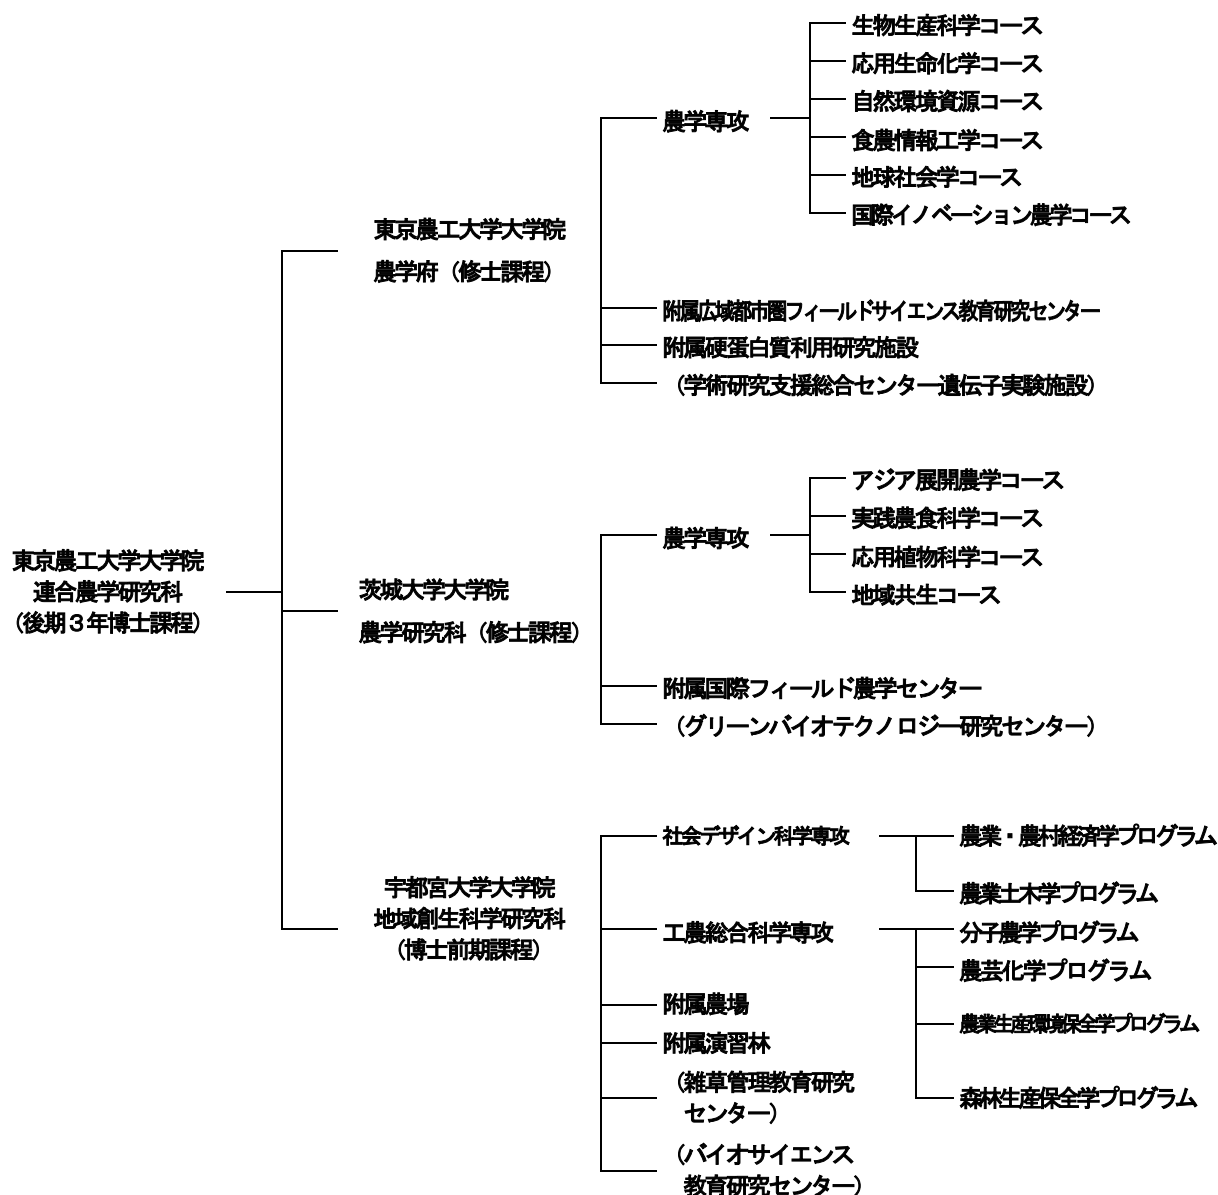 東京農工大学大学院
連合農学研究科
（後期３年博士課程）
東京農工大学大学院
農学府（修士課程）
農学専攻
生物生産科学コース
応用生命化学コース
自然環境資源コース
食農情報工学コース
地球社会学コース
国際イノベーション農学コース
附属広域都市圏フィールドサイエンス教育研究センター
附属硬蛋白質利用研究施設
（学術研究支援総合センター遺伝子実験施設）
茨城大学大学院
農学研究科（修士課程）
農学専攻
アジア展開農学コース
実践農食科学コース
応用植物科学コース
地域共生コース
附属国際フィールド農学センター
（グリーンバイオテクノロジー研究センター）
宇都宮大学大学院
地域創生科学研究科
（博士前期課程）
社会デザイン科学専攻
農業・農村経済学プログラム
農業土木学プログラム
工農総合科学専攻
分子農学プログラム
農芸化学プログラム
農業生産環境保全学プログラム
森林生産保全学プログラム
附属農場
附属演習林
（雑草管理教育研究
センター）
（バイオサイエンス
教育研究センター）